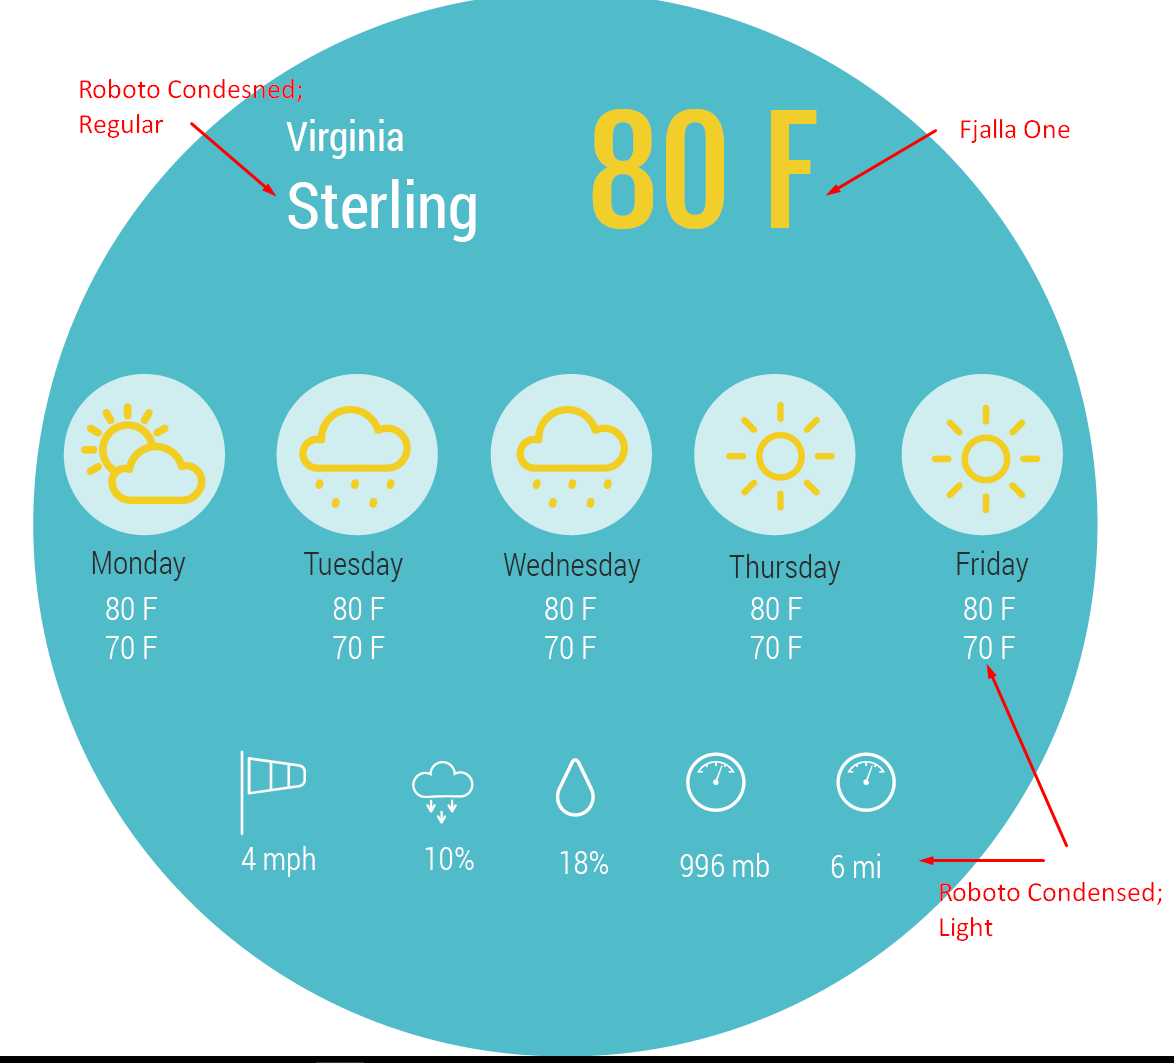 Roboto Condesned;
Regular
Virginia
Sterling
80 F
Fjalla One
Monday
Tuesday
Wednesday
Thursday
Friday
80 F
80 F
80 F
80 F
80 F
70 F
70 F
70 F
70 F
70 F
4 mph
10%
18%
996 mb
6 mi
Roboto Condensed;
Light